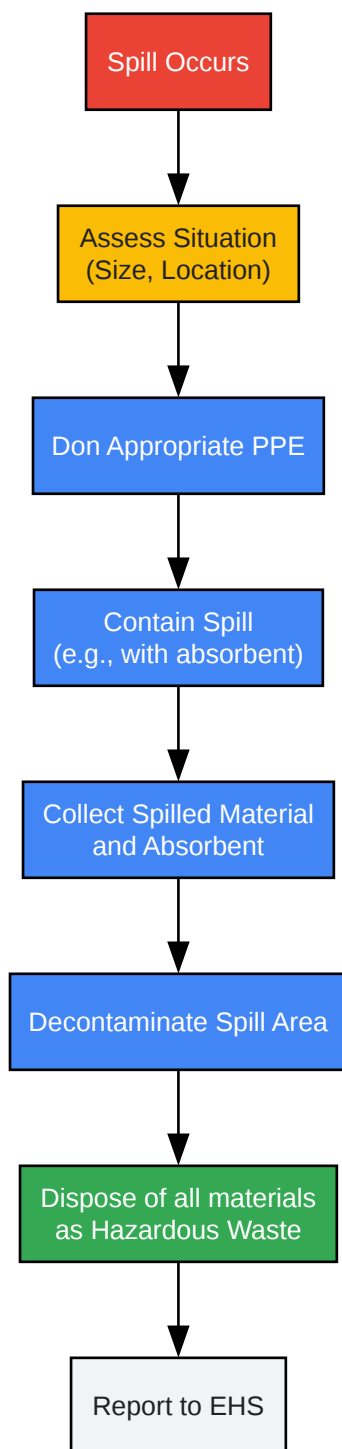 Spill Occurs
Assess Situation
(Size, Location)
Don Appropriate PPE
Contain Spill
(e.g., with absorbent)
Collect Spilled Material
and Absorbent
Decontaminate Spill Area
Dispose of all materials
as Hazardous Waste
Report to EHS